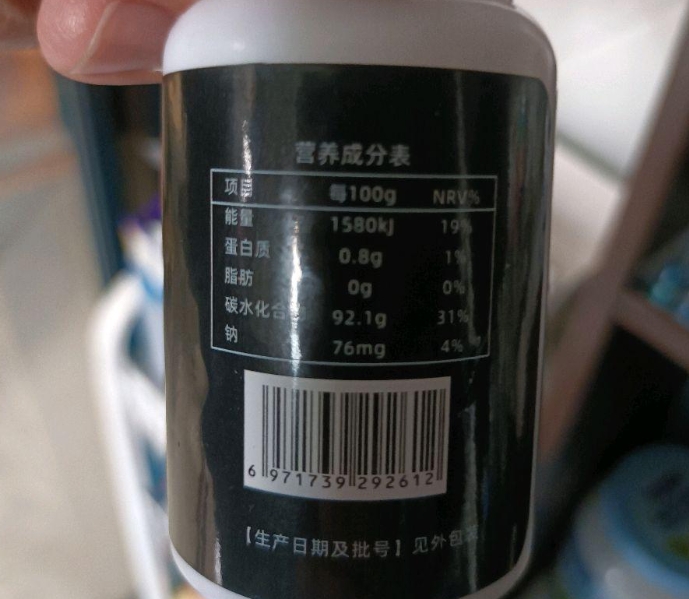 营养成分表
项目 每100g NRV%
能量 1580kJ 19%
蛋白质 0.8g 1%
脂肪 0g 0%
碳水化合 92.1g 31%
钠 76mg 4%
6 971739 292612
【生产日期及批号】见外包装